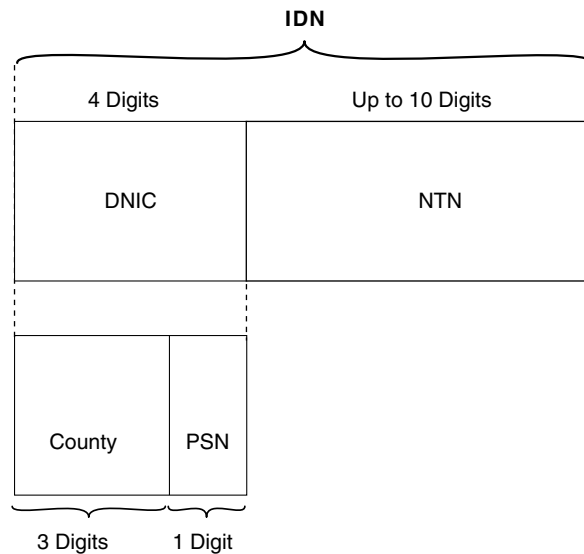 IDN
4 Digits Up to 10 Digits
DNIC NTN
County PSN
3 Digits 1 Digit